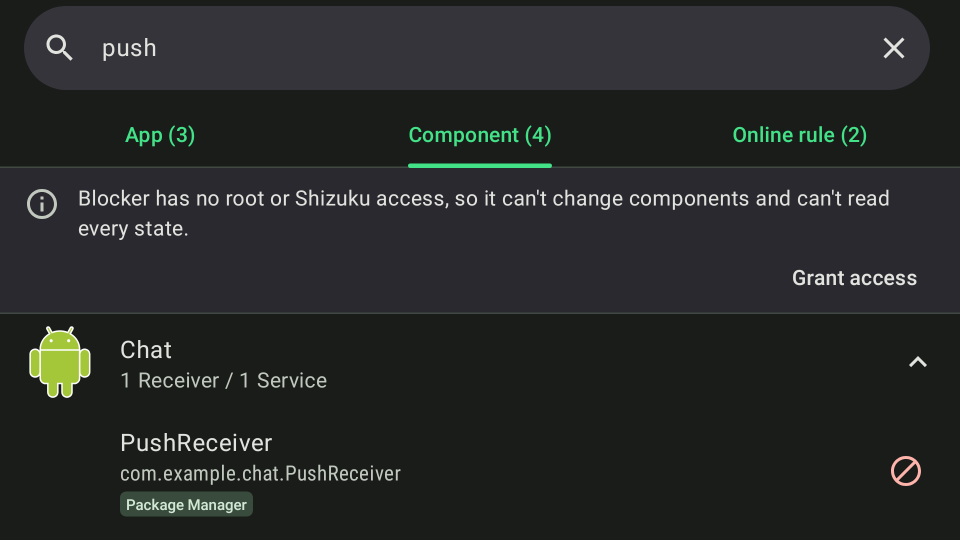 push
App (3)
Component (4)
Online rule (2)
Blocker has no root or Shizuku access, so it can't change components and can't read
every state.
Grant access
Chat
1 Receiver / 1 Service
PushReceiver
com.example.chat.PushReceiver
Package Manager